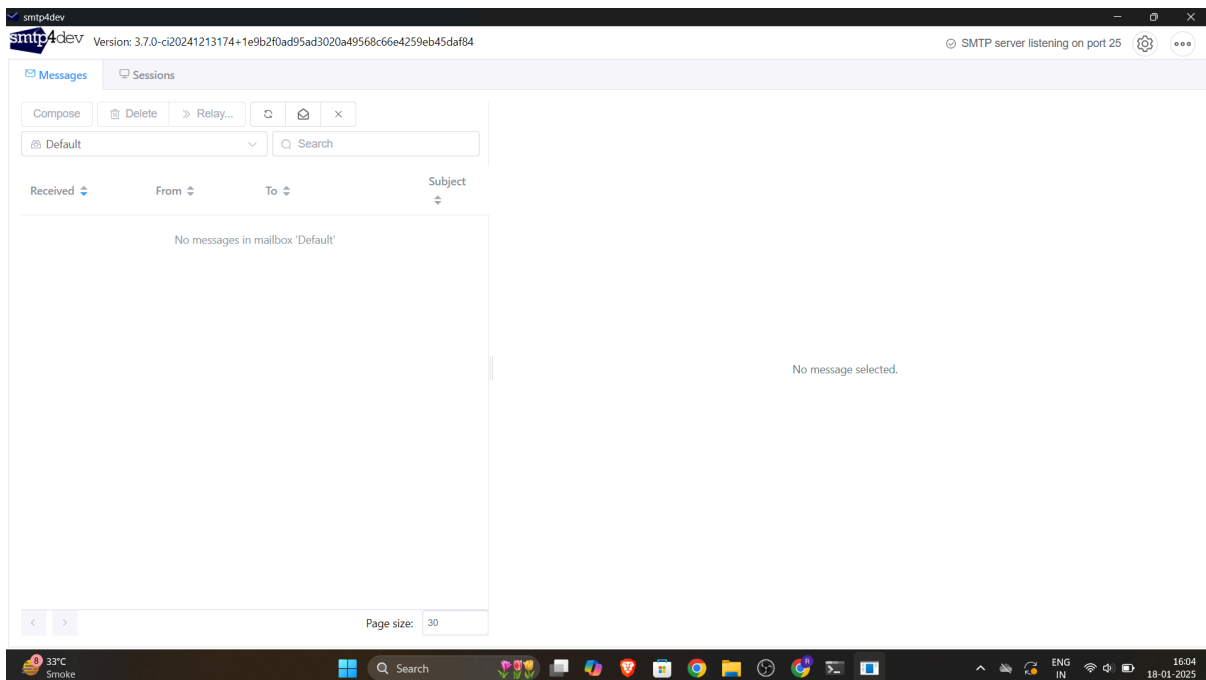 smtp4dev
smtp4dev Version: 3.7.0-ci20241213174+1e9b2f0ad95ad3020a49568c66e4259eb45daf84 SMTP server listening on port 25
Messages Sessions
Compose Delete Relay...
Default Search
Received From To Subject
No messages in mailbox 'Default'
No message selected.
Page size: 30
8 33°C Smoke Search ENG IN 16:04 18-01-2025